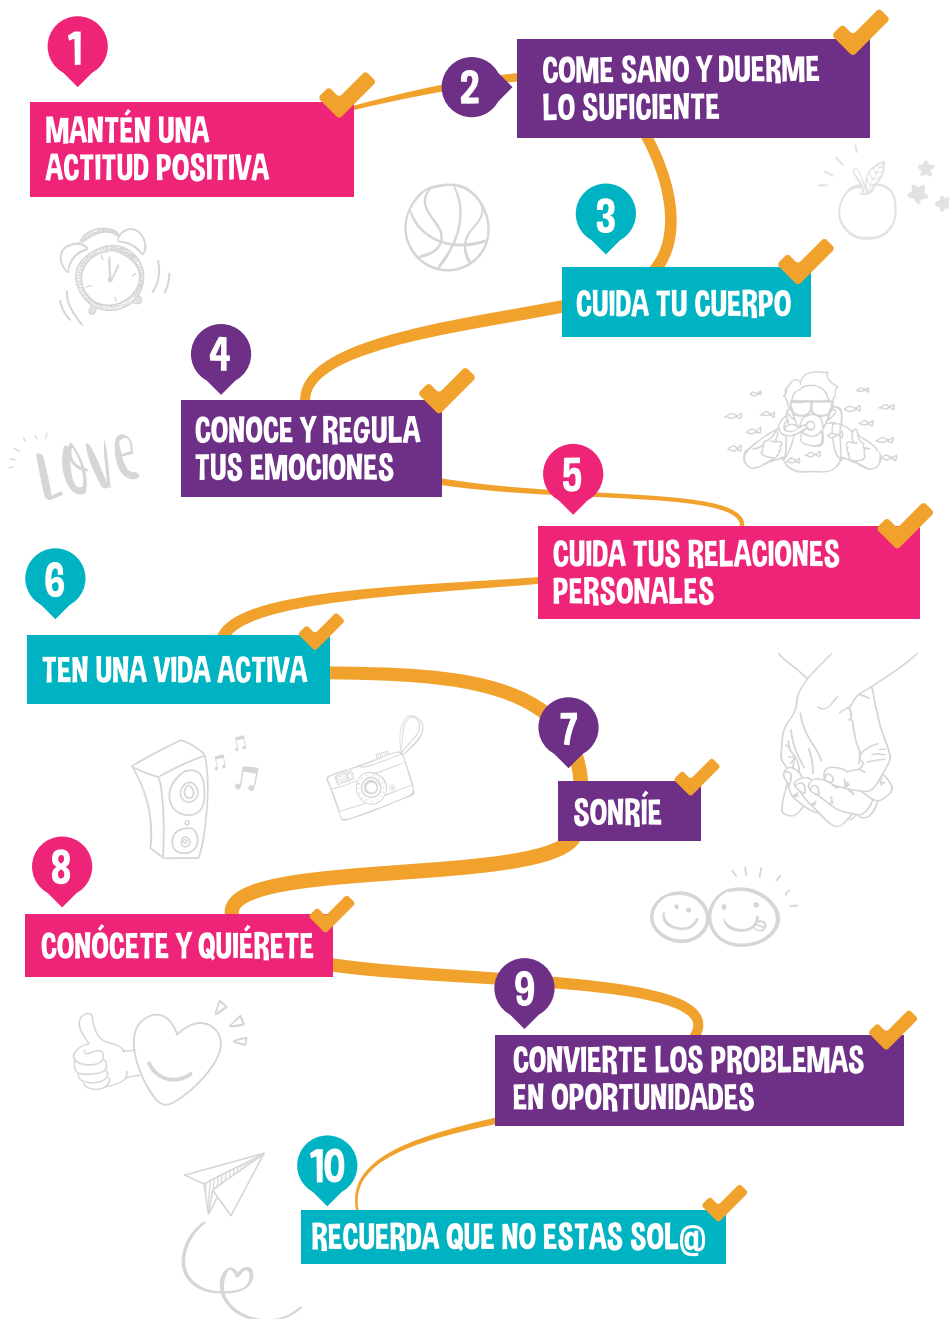 1
MANTÉN UNA
ACTITUD POSITIVA
2
COME SANO Y DUERME
LO SUFICIENTE
3
CUIDA TU CUERPO
4
CONOCE Y REGULA
TUS EMOCIONES
LOVE
5
CUIDA TUS RELACIONES
PERSONALES
6
TEN UNA VIDA ACTIVA
7
SONRÍE
8
CONÓCETE Y QUIÉRETE
9
CONVIERTE LOS PROBLEMAS
EN OPORTUNIDADES
10
RECUERDA QUE NO ESTAS SOL@